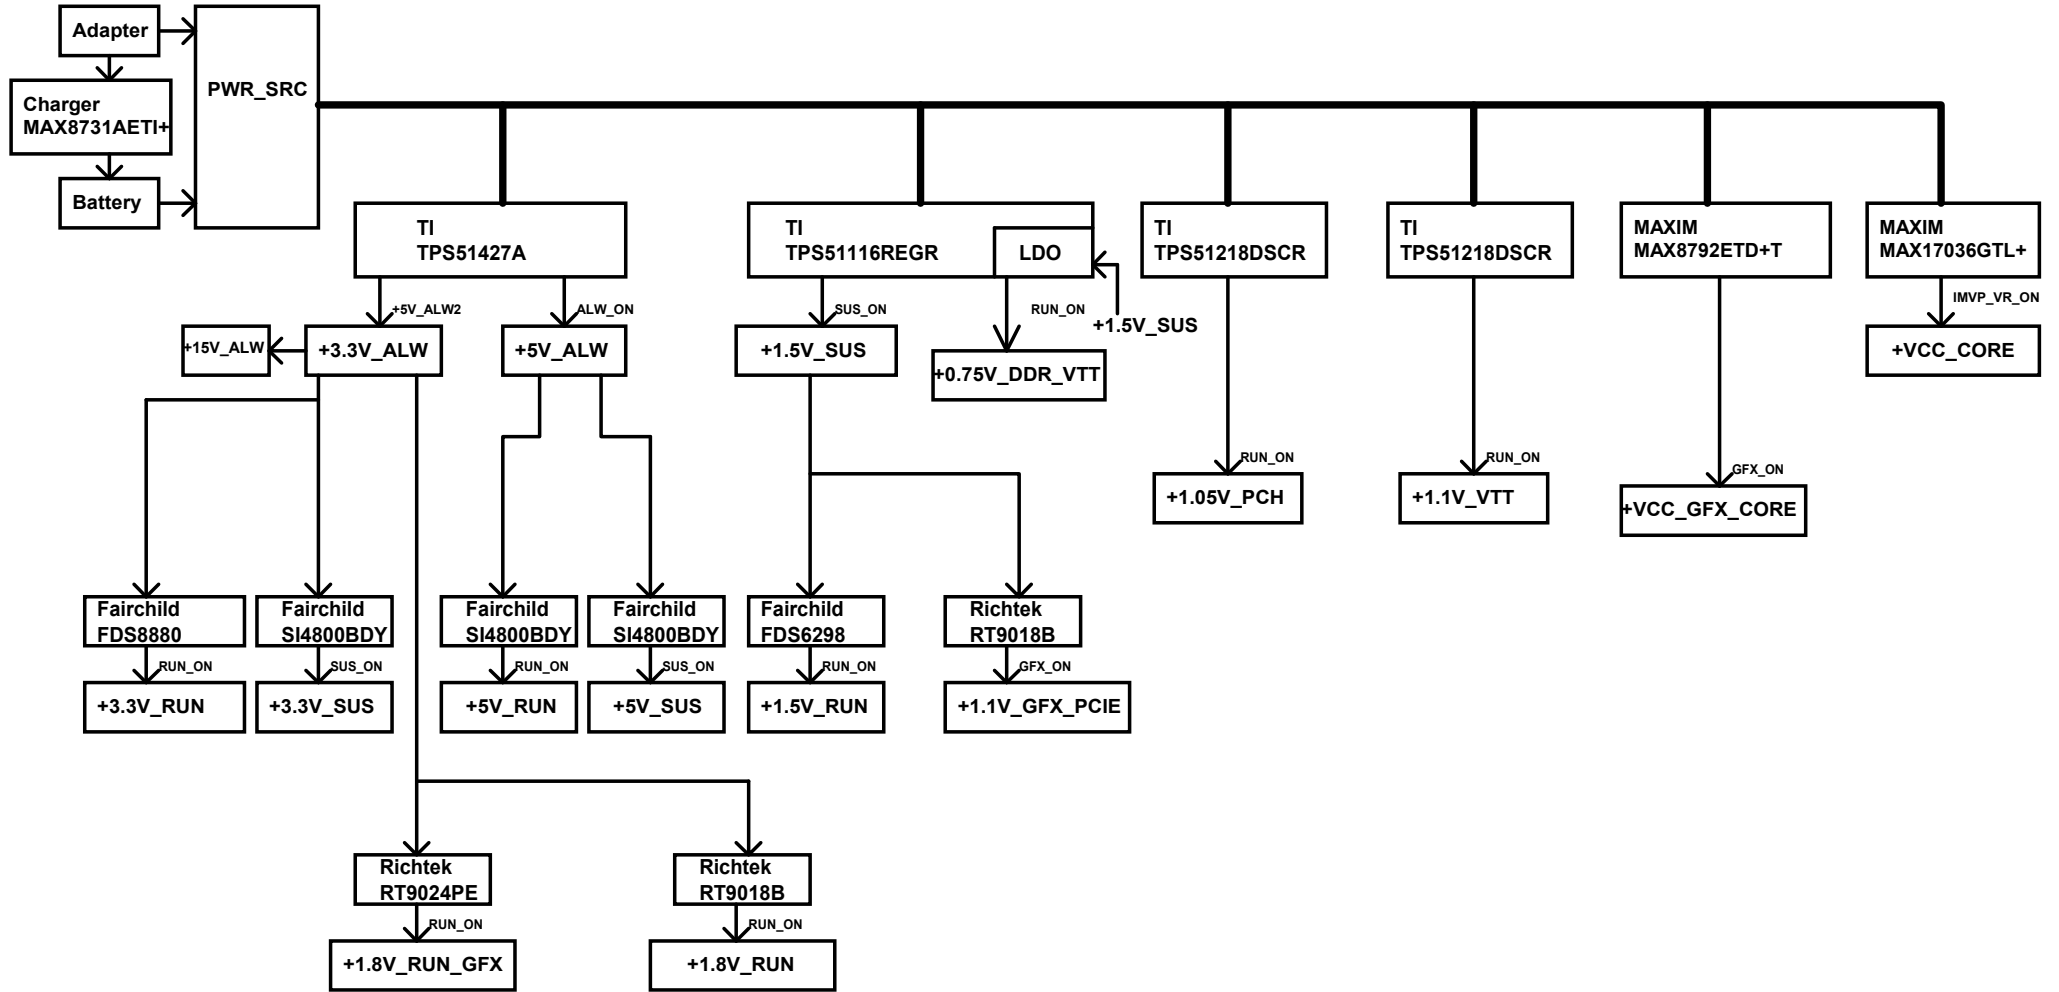 Adapter
PWR_SRC
Charger
MAX8731AETI+
Battery
TI
TPS51427A
TI
TPS51116REGR
LDO
TI
TPS51218DSCR
TI
TPS51218DSCR
MAXIM
MAX8792ETD+T
MAXIM
MAX17036GTL+
+5V_ALW2
ALW_ON
SUS_ON
RUN_ON
+1.5V_SUS
IMVP_VR_ON
+15V_ALW
+3.3V_ALW
+5V_ALW
+1.5V_SUS
+0.75V_DDR_VTT
+VCC_CORE
RUN_ON
RUN_ON
GFX_ON
+1.05V_PCH
+1.1V_VTT
+VCC_GFX_CORE
Fairchild
FDS8880
Fairchild
SI4800BDY
Fairchild
SI4800BDY
Fairchild
SI4800BDY
Fairchild
FDS6298
Richtek
RT9018B
RUN_ON
SUS_ON
RUN_ON
SUS_ON
RUN_ON
GFX_ON
+3.3V_RUN
+3.3V_SUS
+5V_RUN
+5V_SUS
+1.5V_RUN
+1.1V_GFX_PCIE
Richtek
RT9024PE
Richtek
RT9018B
RUN_ON
RUN_ON
+1.8V_RUN_GFX
+1.8V_RUN